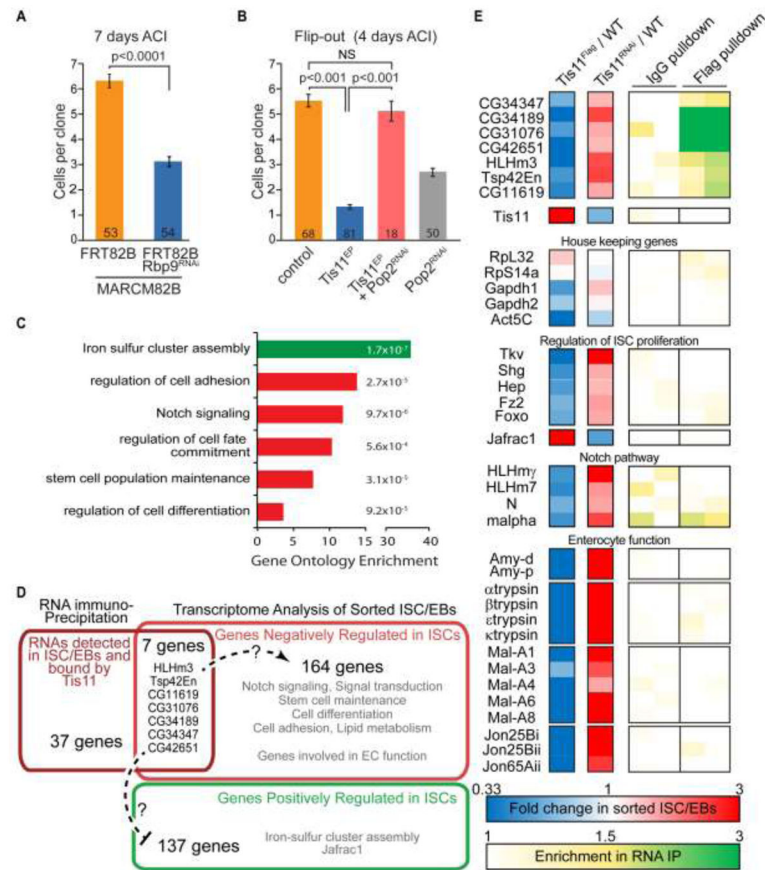 A
7 days ACI
p<0.0001
Cells per clone
7
6
5
4
3
2
1
0
53
54
FRT82B
FRT82B
Rbp9RNAi
MARCM82B
B
Flip-out (4 days ACI)
NS
p<0.001
p<0.001
Cells per clone
7
6
5
4
3
2
1
0
68
81
18
50
control
Tis11EP
Tis11EP
+ Pop2RNAi
Pop2RNAi
C
Iron sulfur cluster assembly
1.7x10-7
regulation of cell adhesion
2.7x10-5
Notch signaling
9.7x10-6
regulation of cell fate
commitment
5.6x10-4
stem cell population maintenance
3.1x10-5
regulation of cell differentiation
9.2x10-5
0 5 10 15 30 40
Gene Ontology Enrichment
D
RNA immuno-
Precipitation
Transcriptome Analysis of Sorted ISC/EBs
RNAs detected
in ISC/EBs and
bound by
Tis11
37 genes
7 genes
HLHm3
Tsp42En
CG11619
CG31076
CG34189
CG34347
CG42651
Genes Negatively Regulated in ISCs
?
164 genes
Notch signaling, Signal transduction
Stem cell maintenance
Cell differentiation
Cell adhesion, Lipid metabolism
Genes involved in EC function
?
Genes Positively Regulated in ISCs
137 genes
Iron-sulfur cluster assembly
Jafrac1
E
Tis11Flag / WT
Tis11RNAi / WT
IgG pulldown
Flag pulldown
CG34347
CG34189
CG31076
CG42651
HLHm3
Tsp42En
CG11619
Tis11
House keeping genes
RpL32
RpS14a
Gapdh1
Gapdh2
Act5C
Regulation of ISC proliferation
Tkv
Shg
Hep
Fz2
Foxo
Jafrac1
Notch pathway
HLHmγ
HLHm7
N
malpha
Enterocyte function
Amy-d
Amy-p
αtrypsin
βtrypsin
εtrypsin
κtrypsin
Mal-A1
Mal-A3
Mal-A4
Mal-A6
Mal-A8
Jon25Bi
Jon25Bii
Jon65Aii
0.33 1 3
Fold change in sorted ISC/EBs
1 1.5 3
Enrichment in RNA IP